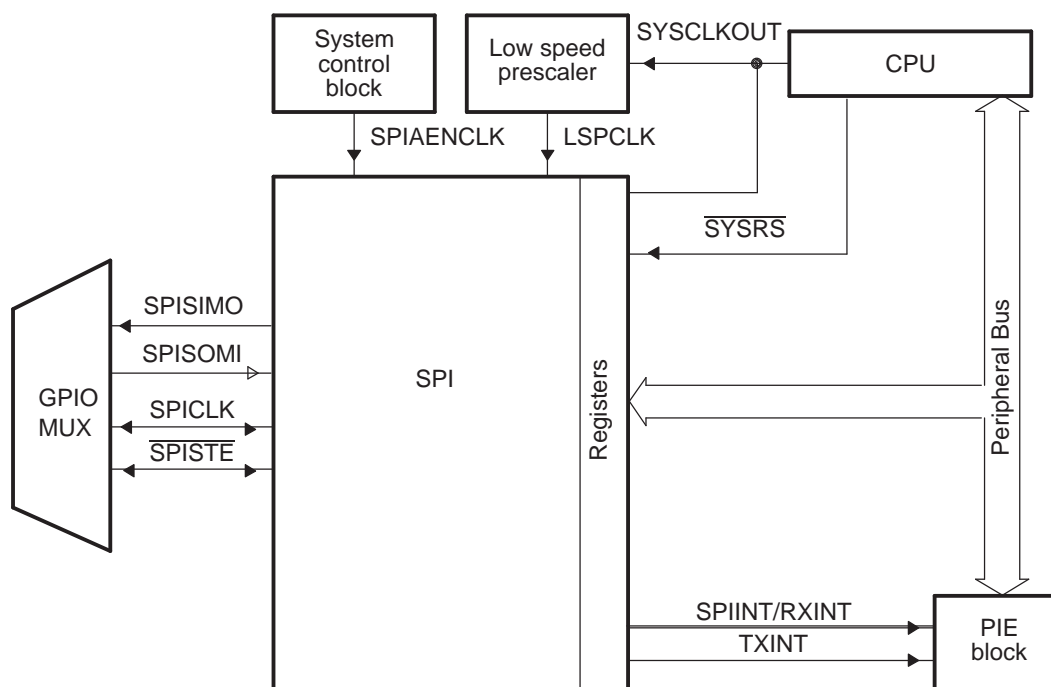 System
control
block
Low speed
prescaler
SYSCLKOUT
CPU
SPIAENCLK
LSPCLK
SYSRS
SPISIMO
SPISOMI
SPICLK
SPISTE
GPIO
MUX
SPI
Registers
Peripheral Bus
SPIINT/RXINT
TXINT
PIE
block